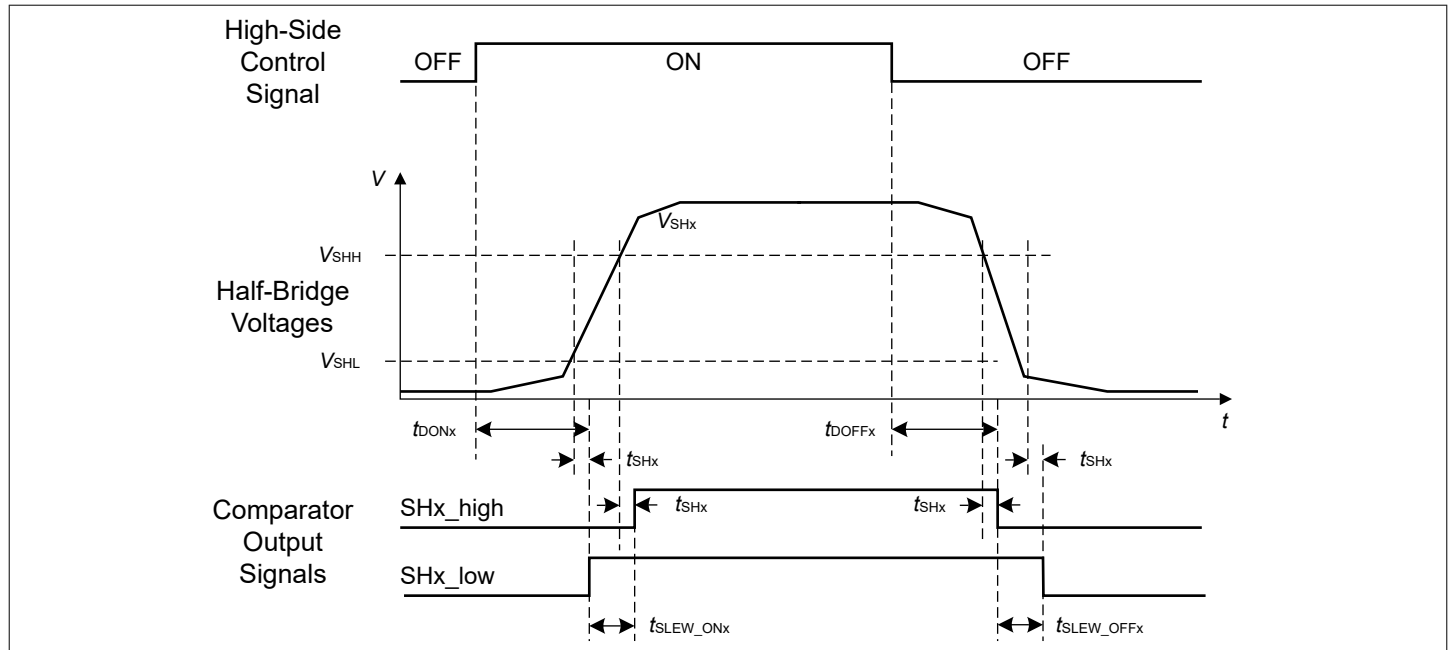 High-Side
Control
Signal
OFF
ON
OFF
V
VSHx
VSHH
Half-Bridge
Voltages
VSHL
t
tDONx
tDOFFx
tSHx
tSHx
Comparator
Output
Signals
SHx_high
tSHx
tSHx
SHx_low
tSLEW_ONx
tSLEW_OFFx